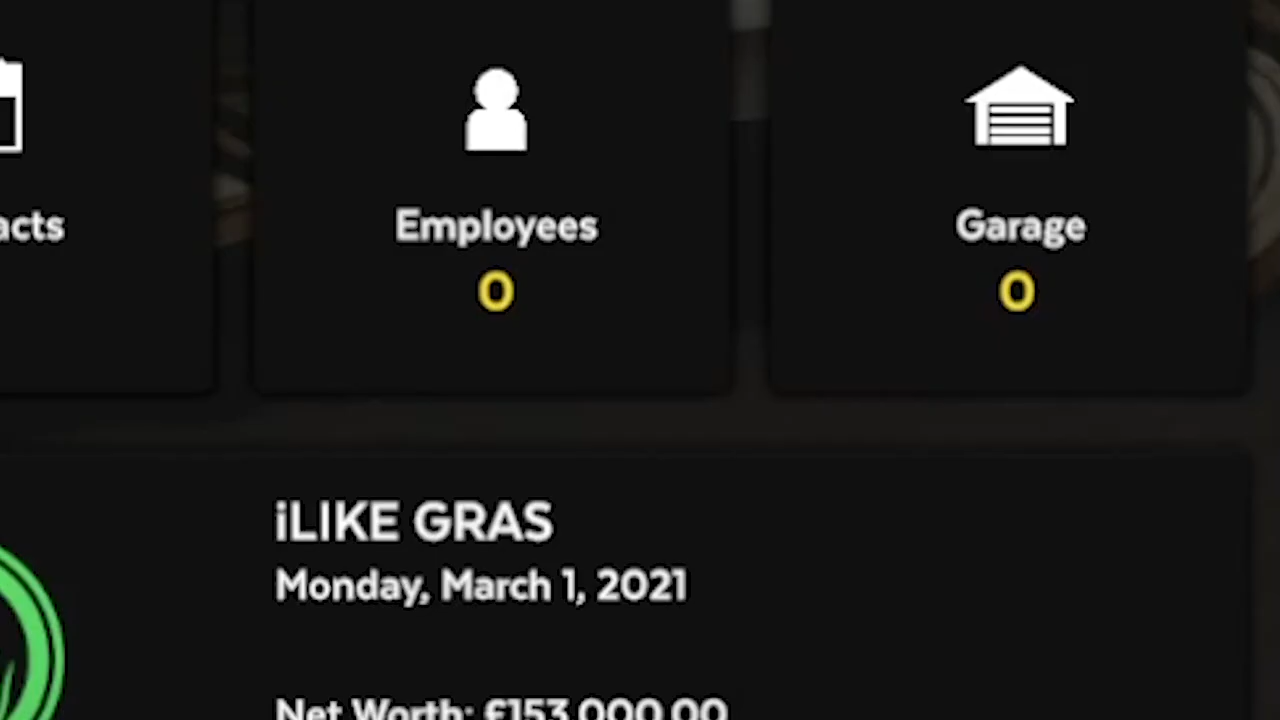 acts
Employees
0
Garage
0
iLIKE GRAS
Monday, March 1, 2021
Net Worth: £153,000.00